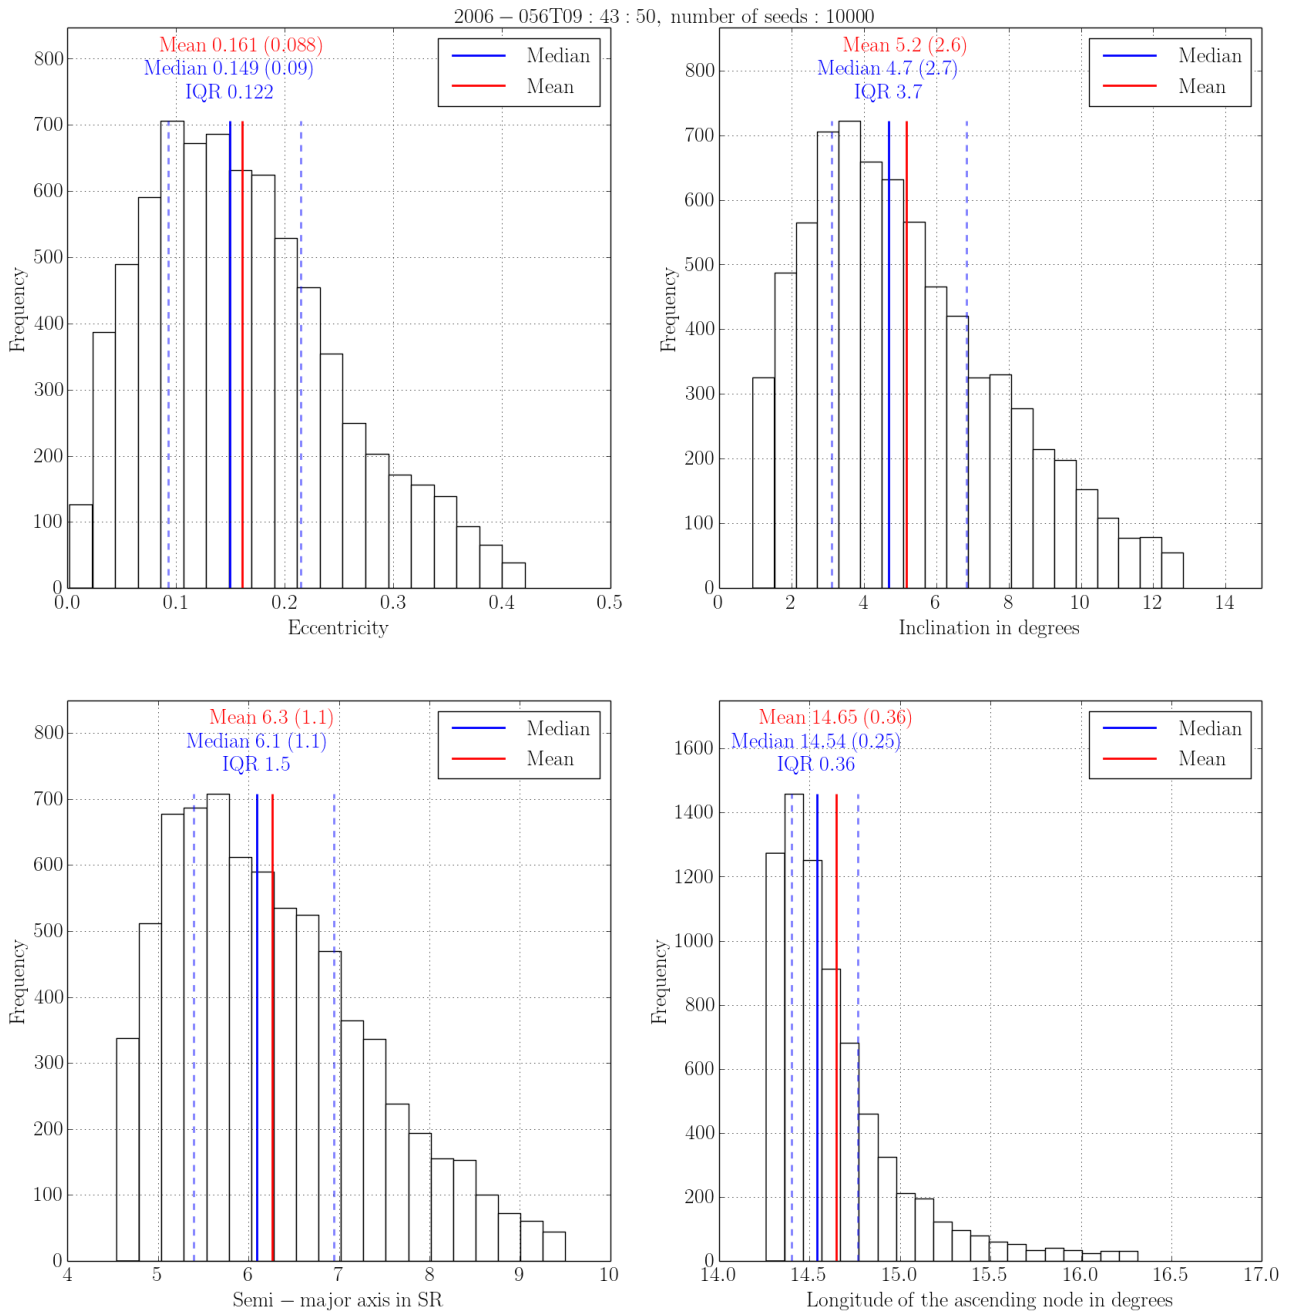 2006 − 056T09 : 43 : 50, number of seeds : 10000
Mean 0.161 (0.088)
Median 0.149 (0.09)
IQR 0.122
Median
Mean
800
700
600
500
400
300
200
100
0
Frequency
0.0 0.1 0.2 0.3 0.4 0.5
Eccentricity
Mean 5.2 (2.6)
Median 4.7 (2.7)
IQR 3.7
Median
Mean
800
700
600
500
400
300
200
100
0
Frequency
0 2 4 6 8 10 12 14
Inclination in degrees
Mean 6.3 (1.1)
Median 6.1 (1.1)
IQR 1.5
Median
Mean
800
700
600
500
400
300
200
100
0
Frequency
4 5 6 7 8 9 10
Semi − major axis in SR
Mean 14.65 (0.36)
Median 14.54 (0.25)
IQR 0.36
Median
Mean
1600
1400
1200
1000
800
600
400
200
0
Frequency
14.0 14.5 15.0 15.5 16.0 16.5 17.0
Longitude of the ascending node in degrees